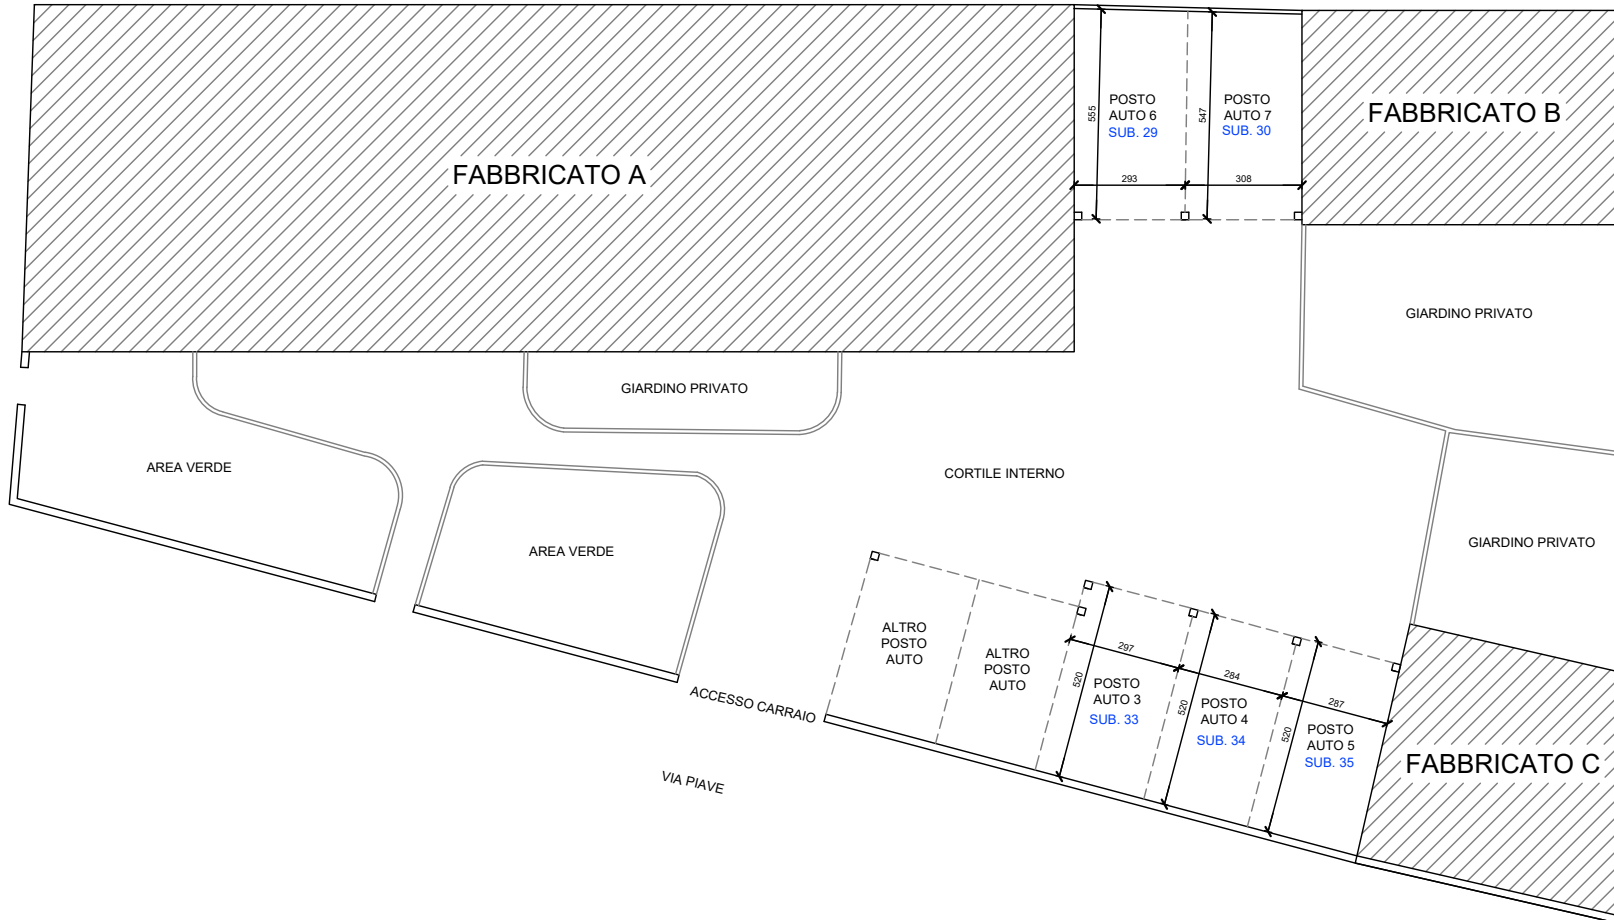 FABBRICATO A
555
POSTO
AUTO 6
SUB. 29
547
POSTO
AUTO 7
SUB. 30
293
308
FABBRICATO B
GIARDINO PRIVATO
GIARDINO PRIVATO
AREA VERDE
CORTILE INTERNO
AREA VERDE
GIARDINO PRIVATO
ALTRO
POSTO
AUTO
ALTRO
POSTO
AUTO
297
520
POSTO
AUTO 3
SUB. 33
284
520
POSTO
AUTO 4
SUB. 34
287
520
POSTO
AUTO 5
SUB. 35
FABBRICATO C
ACCESSO CARRAIO
VIA PIAVE